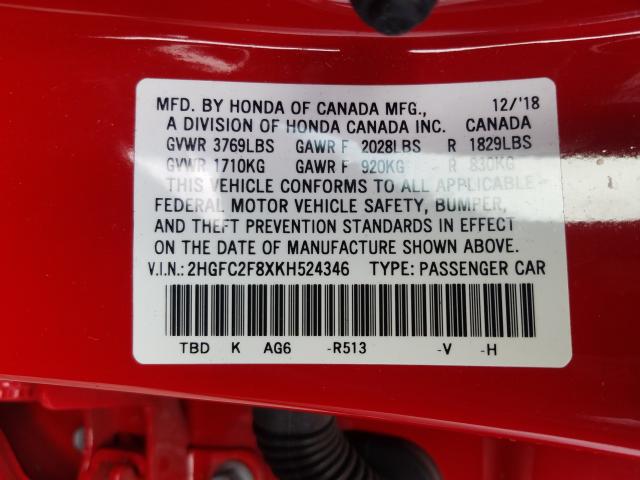 MFD. BY HONDA OF CANADA MFG., 12/'18
A DIVISION OF HONDA CANADA INC. CANADA
GVWR 3769LBS GAWR F 2028LBS R 1829LBS
GVWR 1710KG GAWR F 920KG R 830KG
THIS VEHICLE CONFORMS TO ALL APPLICABLE
FEDERAL MOTOR VEHICLE SAFETY, BUMPER,
AND THEFT PREVENTION STANDARDS IN EFFECT
ON THE DATE OF MANUFACTURE SHOWN ABOVE.
V.I.N.: 2HGFC2F8XKH524346 TYPE: PASSENGER CAR
TBD K AG6 -R513 -V -H